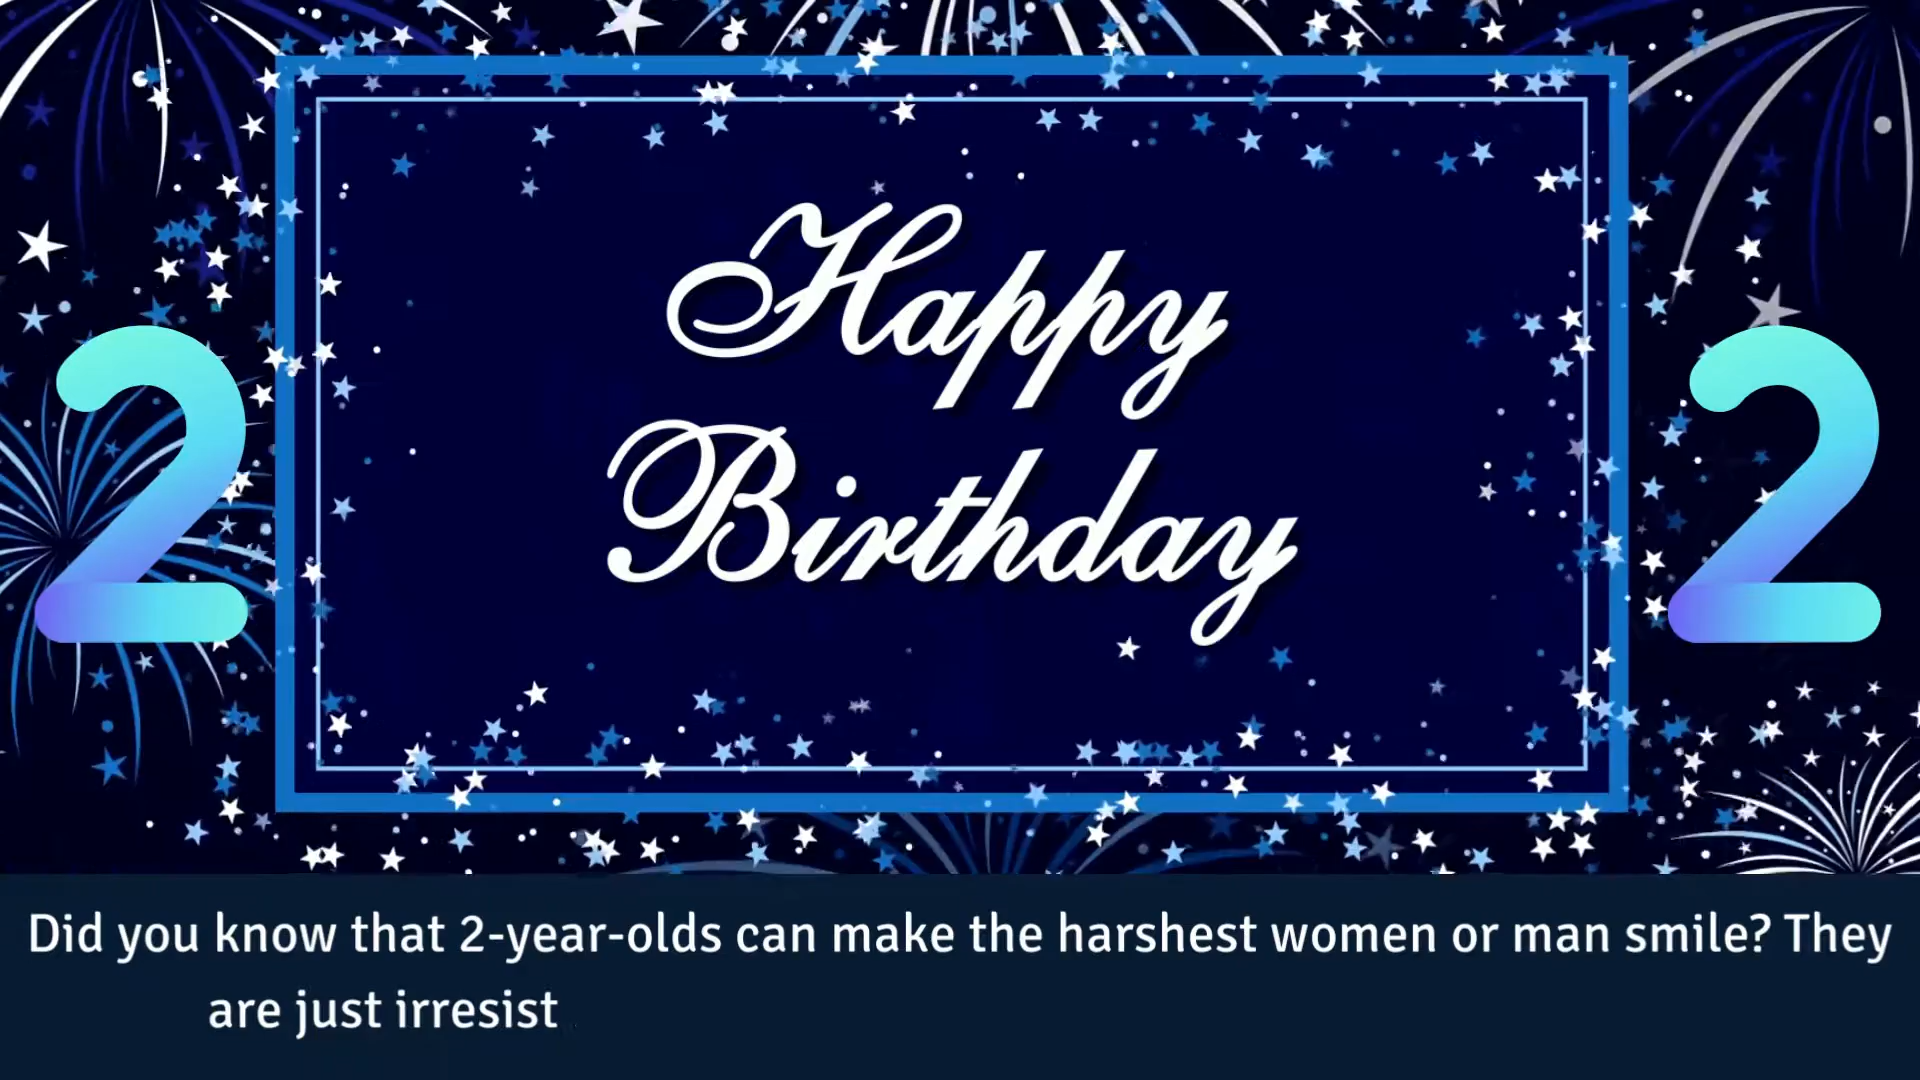 Happy
Birthday
2
2
Did you know that 2-year-olds can make the harshest women or man smile? They
are just irresist